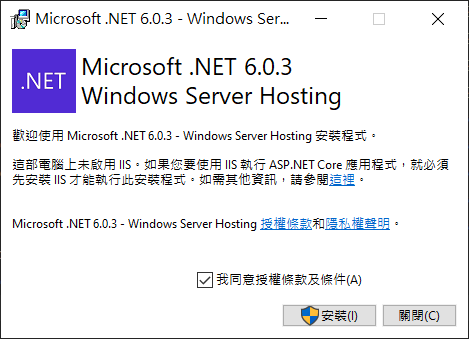 Microsoft .NET 6.0.3 - Windows Ser...
.NET
Microsoft .NET 6.0.3
Windows Server Hosting
歡迎使用 Microsoft .NET 6.0.3 - Windows Server Hosting 安裝程式。
這部電腦上未啟用 IIS。如果您要使用 IIS 執行 ASP.NET Core 應用程式，就必須
先安裝 IIS 才能執行此安裝程式。如需其他資訊，請參閱這裡。
Microsoft .NET 6.0.3 - Windows Server Hosting 授權條款和隱私權聲明。
我同意授權條款及條件(A)
安裝(I)
關閉(C)